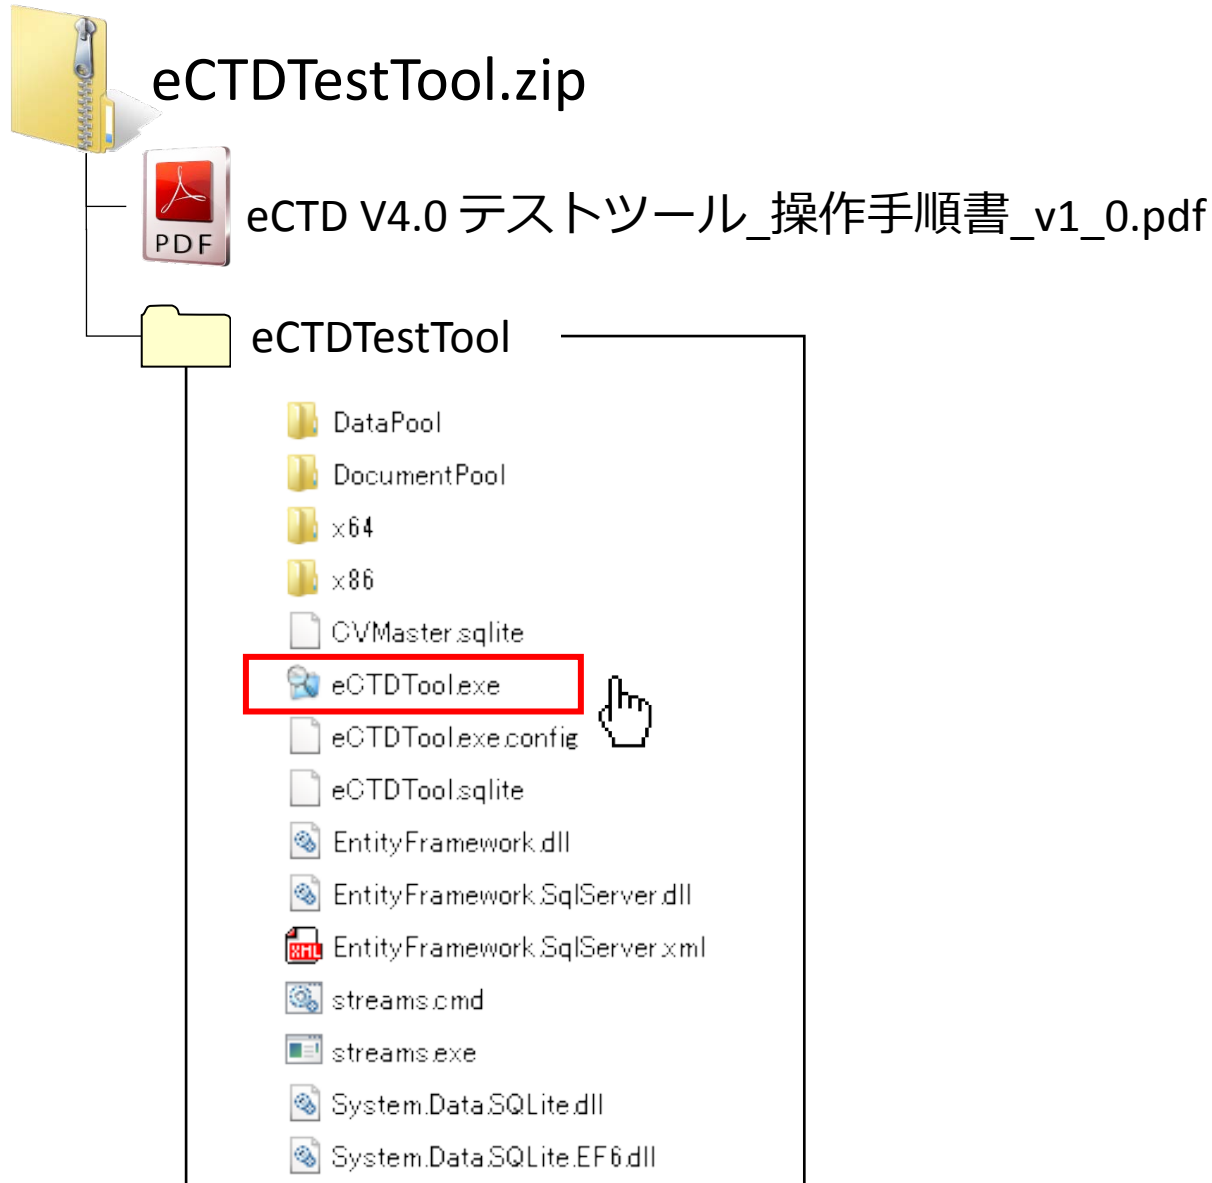 eCTDTestTool.zip
PDF
eCTD V4.0 テストツール_操作手順書_v1_0.pdf
eCTDTestTool
DataPool
DocumentPool
x64
x86
CVMaster.sqlite
eCTDTool.exe
eCTDTool.exe.config
eCTDTool.sqlite
EntityFramework.dll
EntityFramework.SqlServer.dll
XML
EntityFramework.SqlServer.xml
streams.cmd
streams.exe
System.Data.SQLite.dll
System.Data.SQLite.EF6.dll